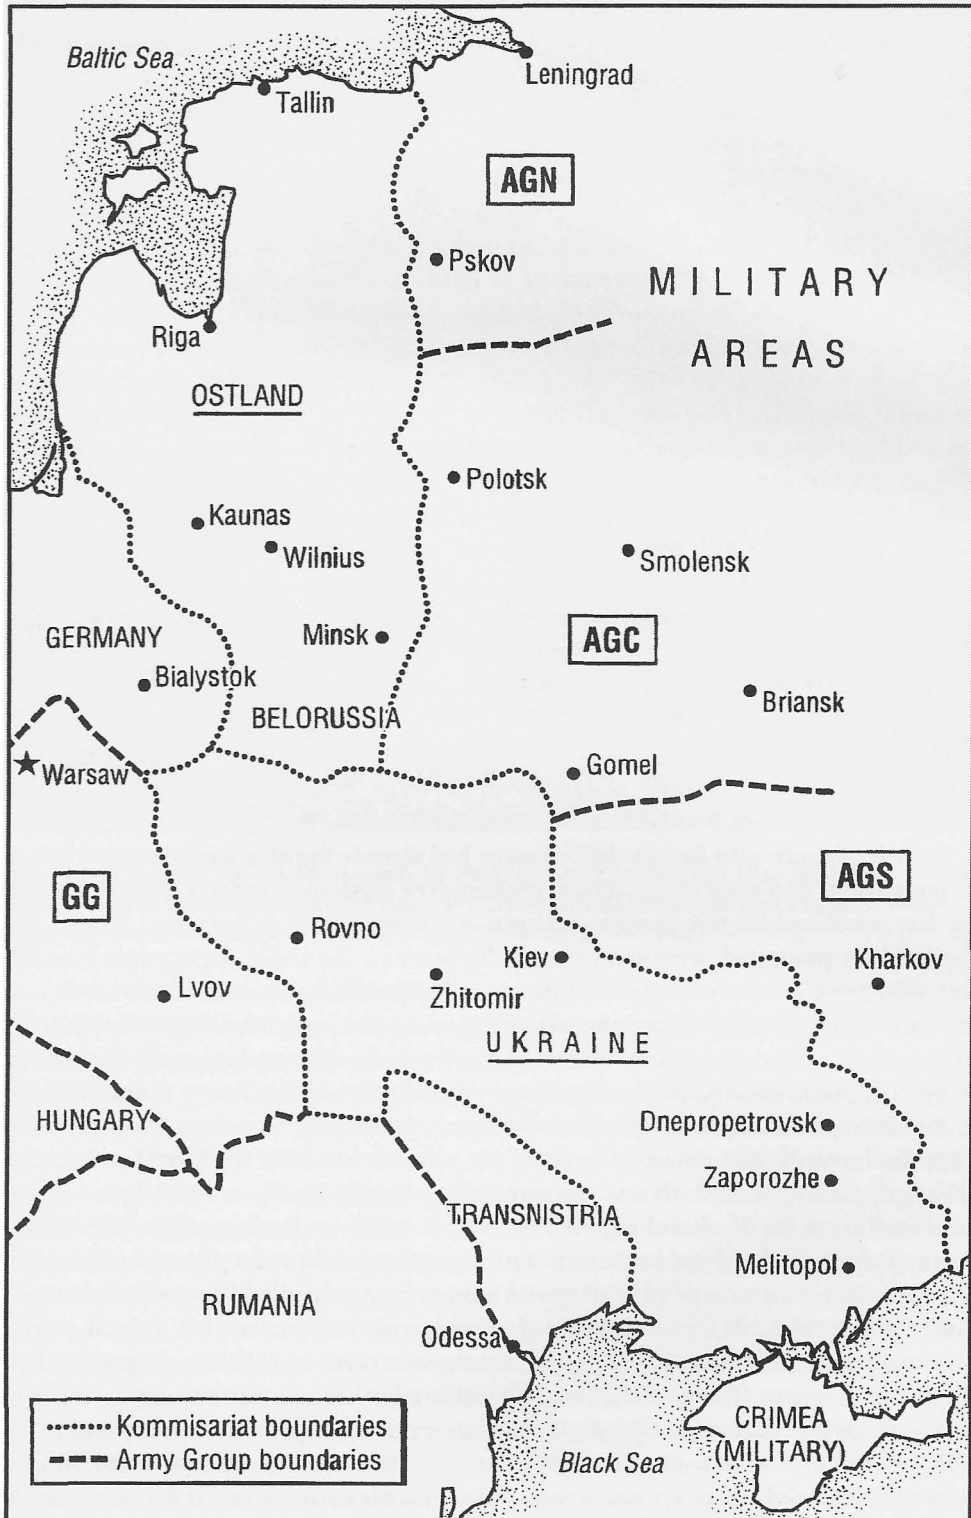 Baltic Sea
Leningrad
Tallin
AGN
Pskov
MILITARY
AREAS
Riga
OSTLAND
Polotsk
Kaunas
Wilnius
Smolensk
GERMANY
Minsk
AGC
Bialystok
Briansk
BELORUSSIA
Warsaw
Gomel
GG
AGS
Rovno
Kiev
Kharkov
Lvov
Zhitomir
UKRAINE
HUNGARY
Dnepropetrovsk
Zaporozhe
TRANSNISTRIA
Melitopol
RUMANIA
Odessa
Kommisariat boundaries
Army Group boundaries
CRIMEA
(MILITARY)
Black Sea